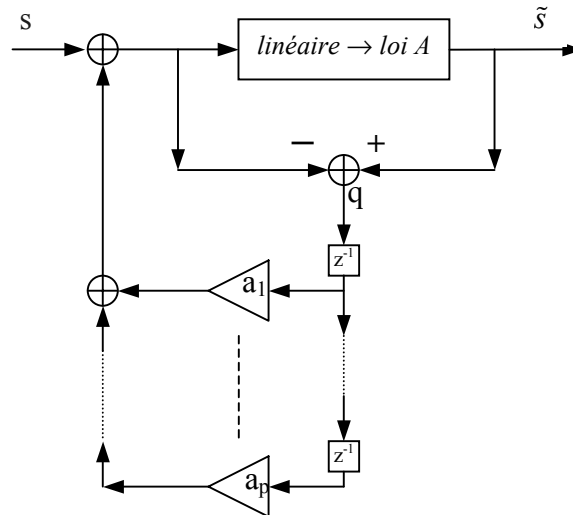 s
linéaire → loi A
s̃
−
+
q
z⁻¹
a₁
z⁻¹
aₚ